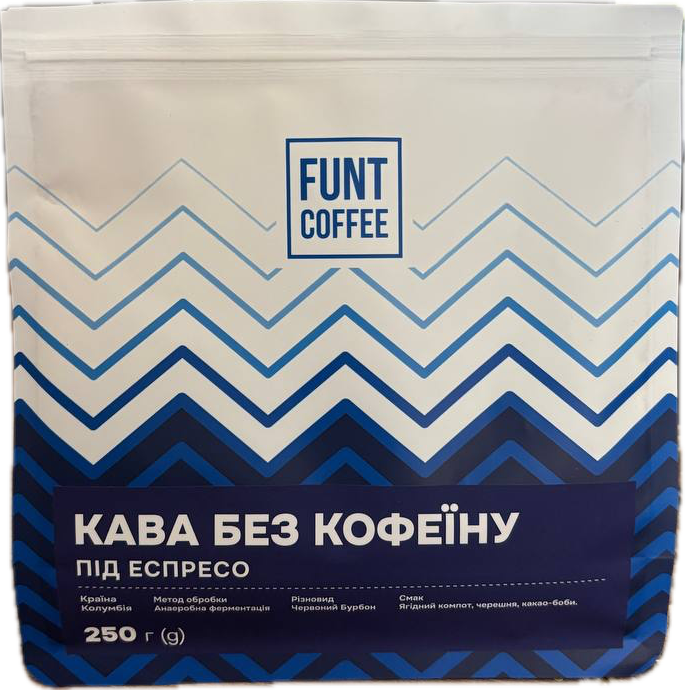 FUNT
COFFEE
КАВА БЕЗ КОФЕЇНУ
ПІД ЕСПРЕСО
Країна
Колумбія
Метод обробки
Анаеробна ферментація
Різновид
Червоний Бурбон
Смак
Ягідний компот, черешня, какао-боби.
250 г (g)